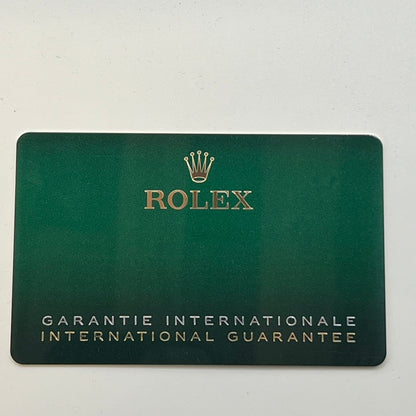 ROLEX
GARANTIE INTERNATIONALE
INTERNATIONAL GUARANTEE